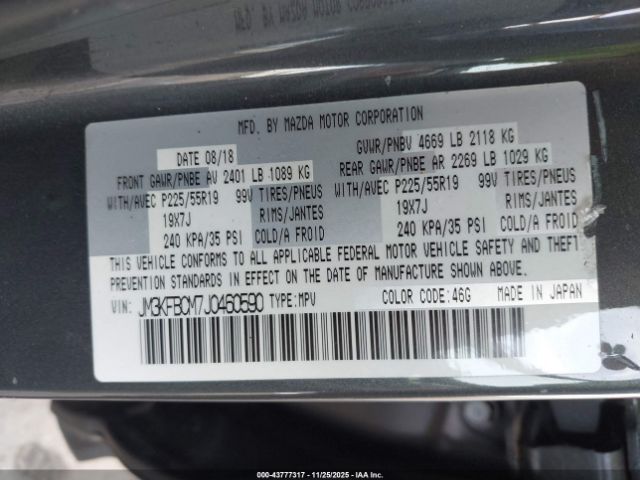 MFD. BY MAZDA MOTOR CORPORATION
DATE 08/18 GVWR/PNBV 4669 LB 2118 KG
FRONT GAWR/PNBE AV 2401 LB 1089 KG REAR GAWR/PNBE AR 2269 LB 1029 KG
WITH/AVEC P225/55R19 99V TIRES/PNEUS WITH/AVEC P225/55R19 99V TIRES/PNEUS
19X7J RIMS/JANTES 19X7J RIMS/JANTES
240 KPA/35 PSI COLD/A FROID 240 KPA/35 PSI COLD/A FROID
THIS VEHICLE CONFORMS TO ALL APPLICABLE FEDERAL MOTOR VEHICLE SAFETY AND THEFT
PREVENTION STANDARDS IN EFFECT ON THE DATE OF MANUFACTURE SHOWN ABOVE.
VIN: JM3KFBCM7J0460590 TYPE:MPV COLOR CODE:46G MADE IN JAPAN
000-43777317 - 11/25/2025 - IAA Inc.